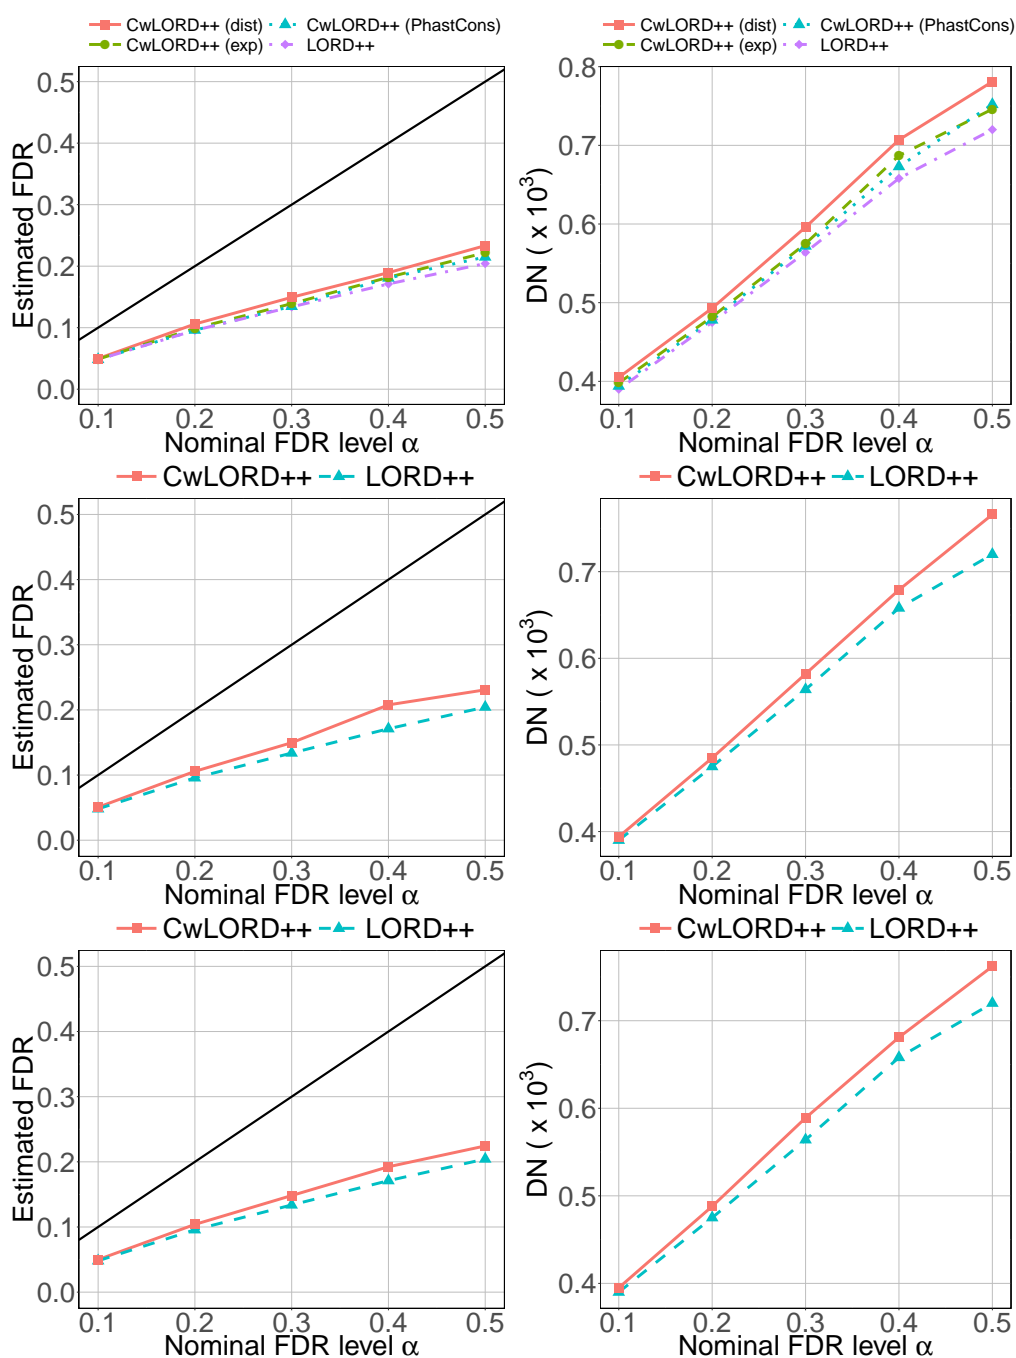 CwLORD++ (dist) CwLORD++ (PhastCons)
CwLORD++ (exp) LORD++
0.5
0.4
0.3
0.2
0.1
0.0
Estimated FDR
0.1 0.2 0.3 0.4 0.5
Nominal FDR level α
CwLORD++ (dist) CwLORD++ (PhastCons)
CwLORD++ (exp) LORD++
0.8
0.7
0.6
0.5
0.4
DN ( x 10³)
0.1 0.2 0.3 0.4 0.5
Nominal FDR level α
CwLORD++ LORD++
0.5
0.4
0.3
0.2
0.1
0.0
Estimated FDR
0.1 0.2 0.3 0.4 0.5
Nominal FDR level α
CwLORD++ LORD++
0.7
0.6
0.5
0.4
DN ( x 10³)
0.1 0.2 0.3 0.4 0.5
Nominal FDR level α
CwLORD++ LORD++
0.5
0.4
0.3
0.2
0.1
0.0
Estimated FDR
0.1 0.2 0.3 0.4 0.5
Nominal FDR level α
CwLORD++ LORD++
0.7
0.6
0.5
0.4
DN ( x 10³)
0.1 0.2 0.3 0.4 0.5
Nominal FDR level α